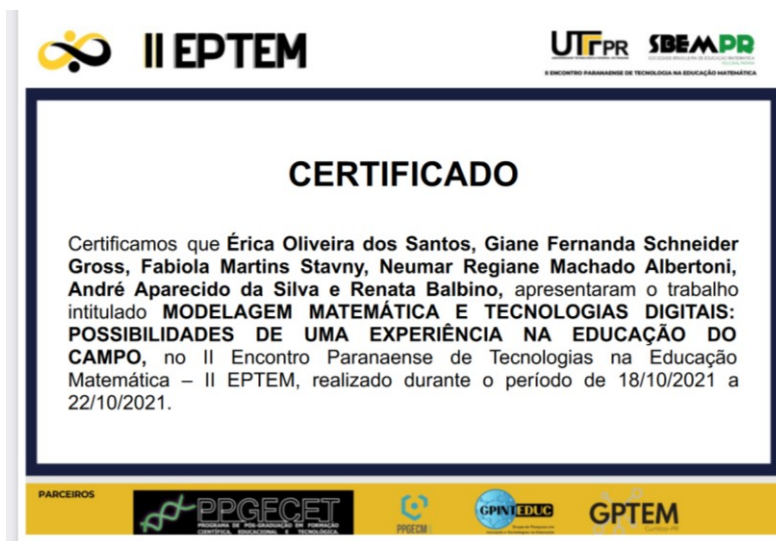 II EPTEM
UTFPR
SBEMPR
II ENCONTRO PARANAENSE DE TECNOLOGIA NA EDUCAÇÃO MATEMÁTICA
CERTIFICADO
Certificamos que Érica Oliveira dos Santos, Giane Fernanda Schneider
Gross, Fabiola Martins Stavny, Neumar Regiane Machado Albertoni,
André Aparecido da Silva e Renata Balbino, apresentaram o trabalho
intitulado MODELAGEM MATEMÁTICA E TECNOLOGIAS DIGITAIS:
POSSIBILIDADES DE UMA EXPERIÊNCIA NA EDUCAÇÃO DO
CAMPO, no II Encontro Paranaense de Tecnologias na Educação
Matemática – II EPTEM, realizado durante o período de 18/10/2021 a
22/10/2021.
PARCEIROS
PPGFCET
PROGRAMA DE PÓS-GRADUAÇÃO EM FORMAÇÃO
CIENTÍFICA, EDUCACIONAL E TECNOLÓGICA
PPGECM
GPINTEDUC
GPTEM
Curitiba-PR